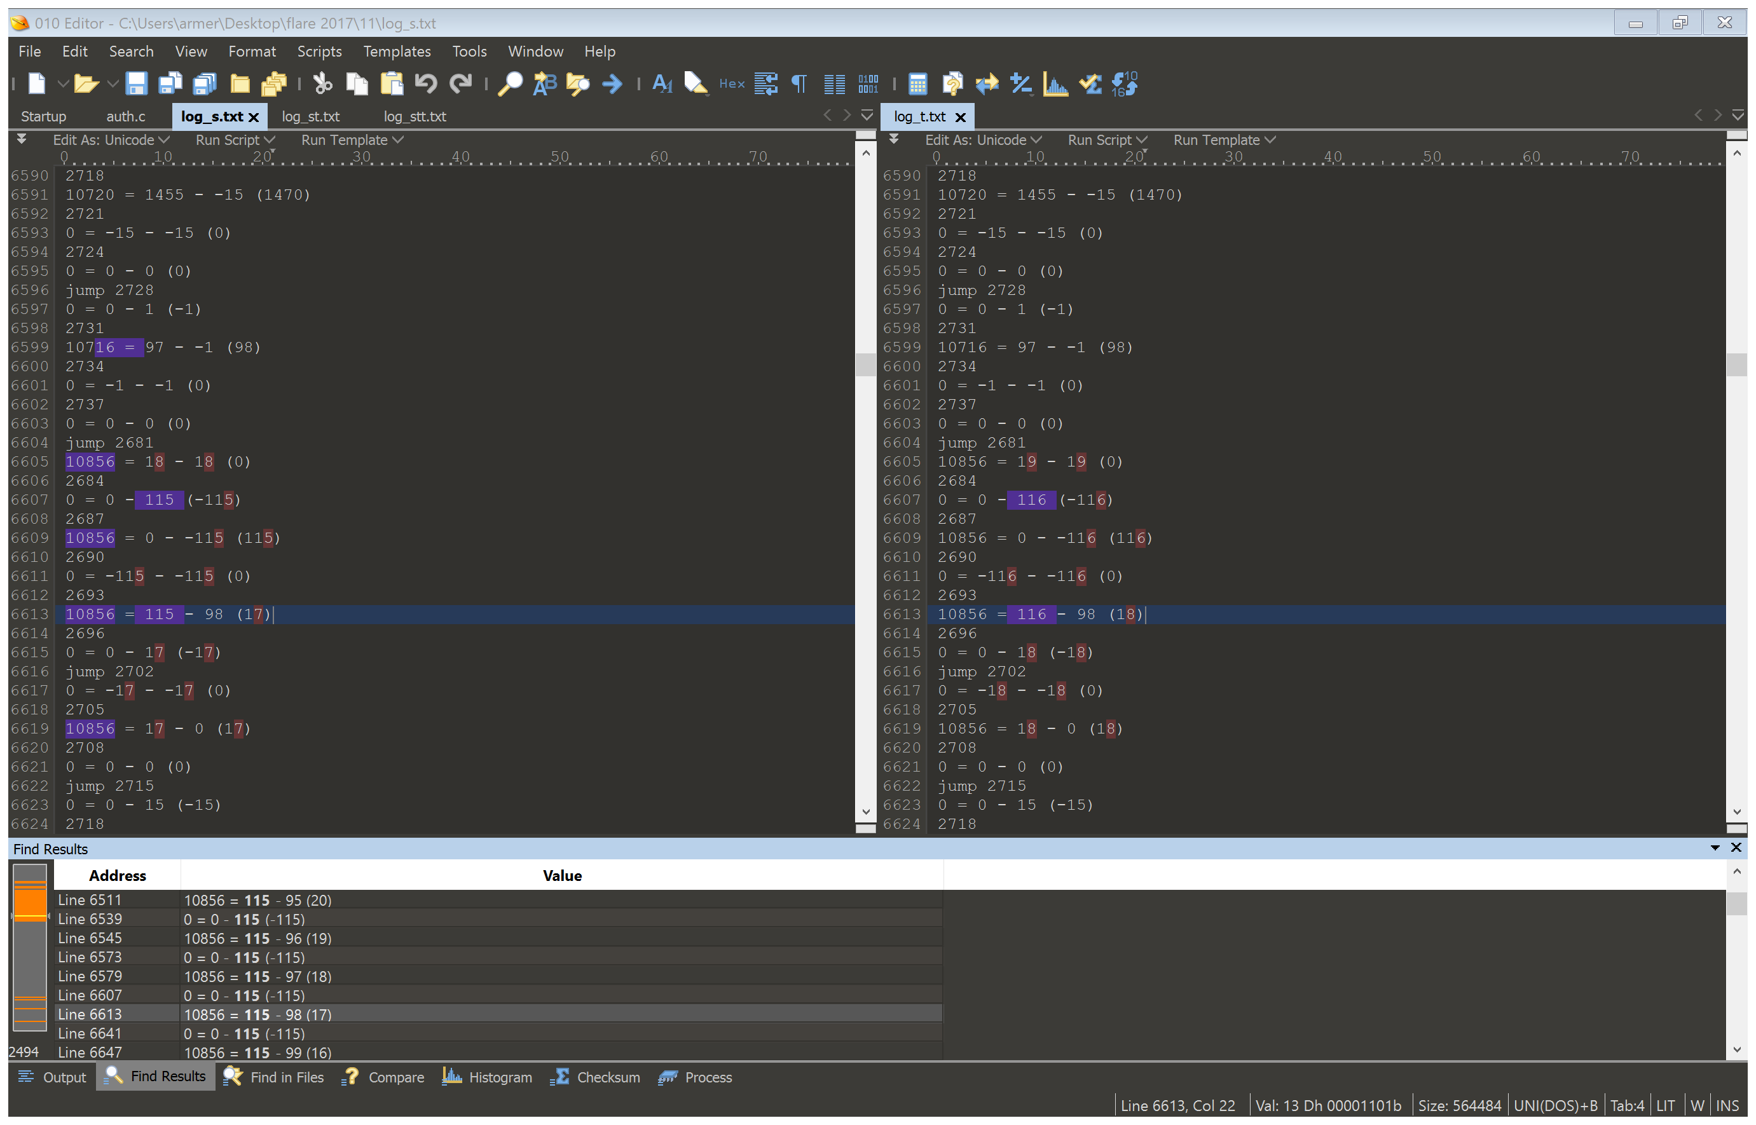 010 Editor - C:\Users\armer\Desktop\flare 2017\11\log_s.txt
File Edit Search View Format Scripts Templates Tools Window Help
Hex
Startup auth.c log_s.txt log_st.txt log_stt.txt
Edit As: Unicode Run Script Run Template
0 10 20 30 40 50 60 70
6590 2718
6591 10720 = 1455 - -15 (1470)
6592 2721
6593 0 = -15 - -15 (0)
6594 2724
6595 0 = 0 - 0 (0)
6596 jump 2728
6597 0 = 0 - 1 (-1)
6598 2731
6599 10716 = 97 - -1 (98)
6600 2734
6601 0 = -1 - -1 (0)
6602 2737
6603 0 = 0 - 0 (0)
6604 jump 2681
6605 10856 = 18 - 18 (0)
6606 2684
6607 0 = 0 - 115 (-115)
6608 2687
6609 10856 = 0 - -115 (115)
6610 2690
6611 0 = -115 - -115 (0)
6612 2693
6613 10856 = 115 - 98 (17)
6614 2696
6615 0 = 0 - 17 (-17)
6616 jump 2702
6617 0 = -17 - -17 (0)
6618 2705
6619 10856 = 17 - 0 (17)
6620 2708
6621 0 = 0 - 0 (0)
6622 jump 2715
6623 0 = 0 - 15 (-15)
6624 2718
log_t.txt
Edit As: Unicode Run Script Run Template
0 10 20 30 40 50 60 70
6590 2718
6591 10720 = 1455 - -15 (1470)
6592 2721
6593 0 = -15 - -15 (0)
6594 2724
6595 0 = 0 - 0 (0)
6596 jump 2728
6597 0 = 0 - 1 (-1)
6598 2731
6599 10716 = 97 - -1 (98)
6600 2734
6601 0 = -1 - -1 (0)
6602 2737
6603 0 = 0 - 0 (0)
6604 jump 2681
6605 10856 = 19 - 19 (0)
6606 2684
6607 0 = 0 - 116 (-116)
6608 2687
6609 10856 = 0 - -116 (116)
6610 2690
6611 0 = -116 - -116 (0)
6612 2693
6613 10856 = 116 - 98 (18)
6614 2696
6615 0 = 0 - 18 (-18)
6616 jump 2702
6617 0 = -18 - -18 (0)
6618 2705
6619 10856 = 18 - 0 (18)
6620 2708
6621 0 = 0 - 0 (0)
6622 jump 2715
6623 0 = 0 - 15 (-15)
6624 2718
Find Results
Address Value
Line 6511 10856 = 115 - 95 (20)
Line 6539 0 = 0 - 115 (-115)
Line 6545 10856 = 115 - 96 (19)
Line 6573 0 = 0 - 115 (-115)
Line 6579 10856 = 115 - 97 (18)
Line 6607 0 = 0 - 115 (-115)
Line 6613 10856 = 115 - 98 (17)
Line 6641 0 = 0 - 115 (-115)
2494 Line 6647 10856 = 115 - 99 (16)
Output Find Results Find in Files Compare Histogram Checksum Process
Line 6613, Col 22 Val: 13 Dh 00001101b Size: 564484 UNI(DOS)+B Tab:4 LIT W INS